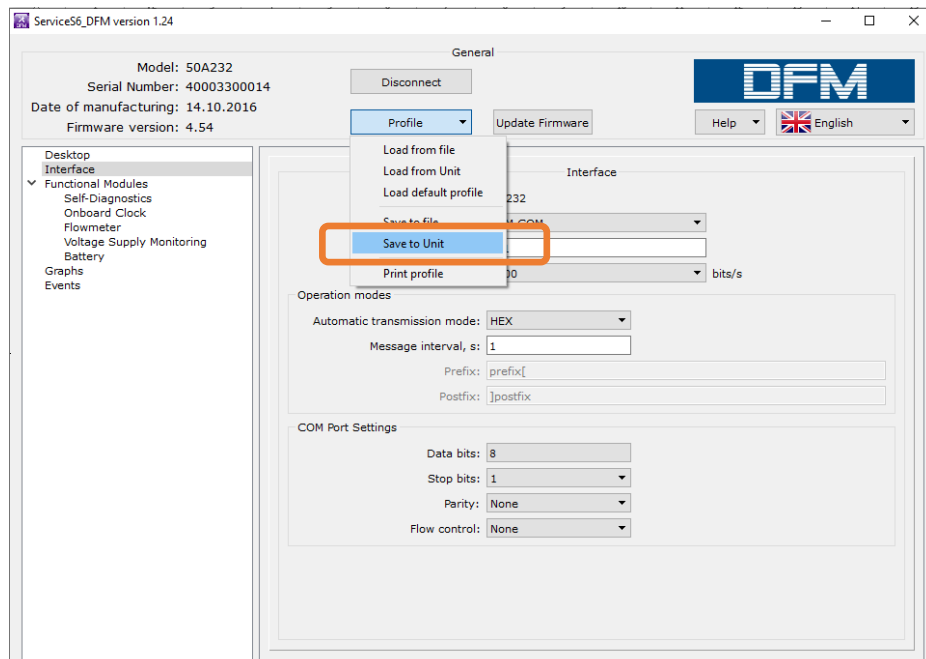 ServiceS6_DFM version 1.24
General
Model: 50A232
Serial Number: 40003300014
Date of manufacturing: 14.10.2016
Firmware version: 4.54
Disconnect
Profile
Update Firmware
DFM
Help
English
Load from file
Load from Unit
Load default profile
Save to file
Save to Unit
Print profile
Desktop
Interface
Functional Modules
Self-Diagnostics
Onboard Clock
Flowmeter
Voltage Supply Monitoring
Battery
Graphs
Events
Interface
232
COM
bits/s
Operation modes
Automatic transmission mode: HEX
Message interval, s: 1
Prefix: prefix[
Postfix: ]postfix
COM Port Settings
Data bits: 8
Stop bits: 1
Parity: None
Flow control: None